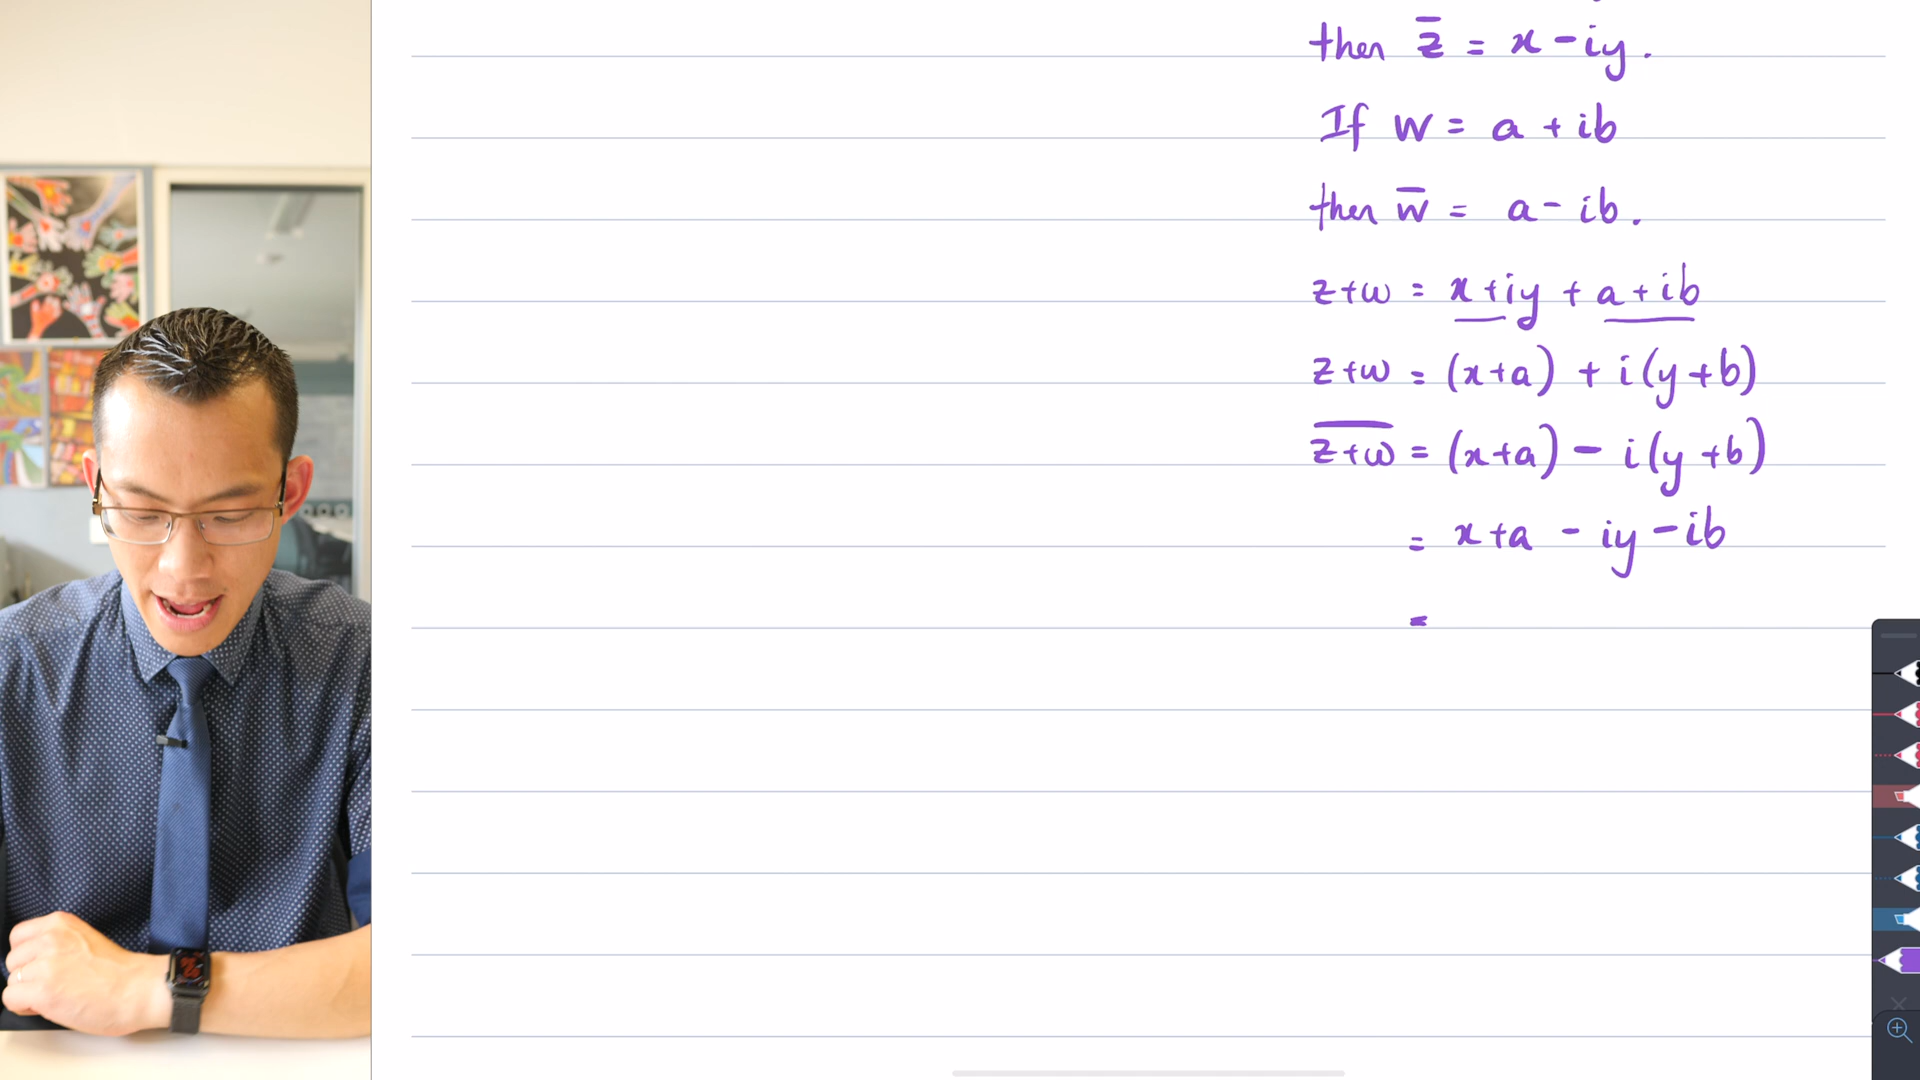 then z̅ = x - iy.
If w = a + ib
then w̅ = a - ib.
z+w = x+iy + a+ib
z+w = (x+a) + i(y+b)
z̅+̅w̅ = (x+a) - i(y+b)
= x+a - iy - ib
=